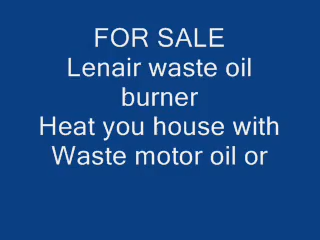 FOR SALE
Lenair waste oil
burner
Heat you house with
Waste motor oil or